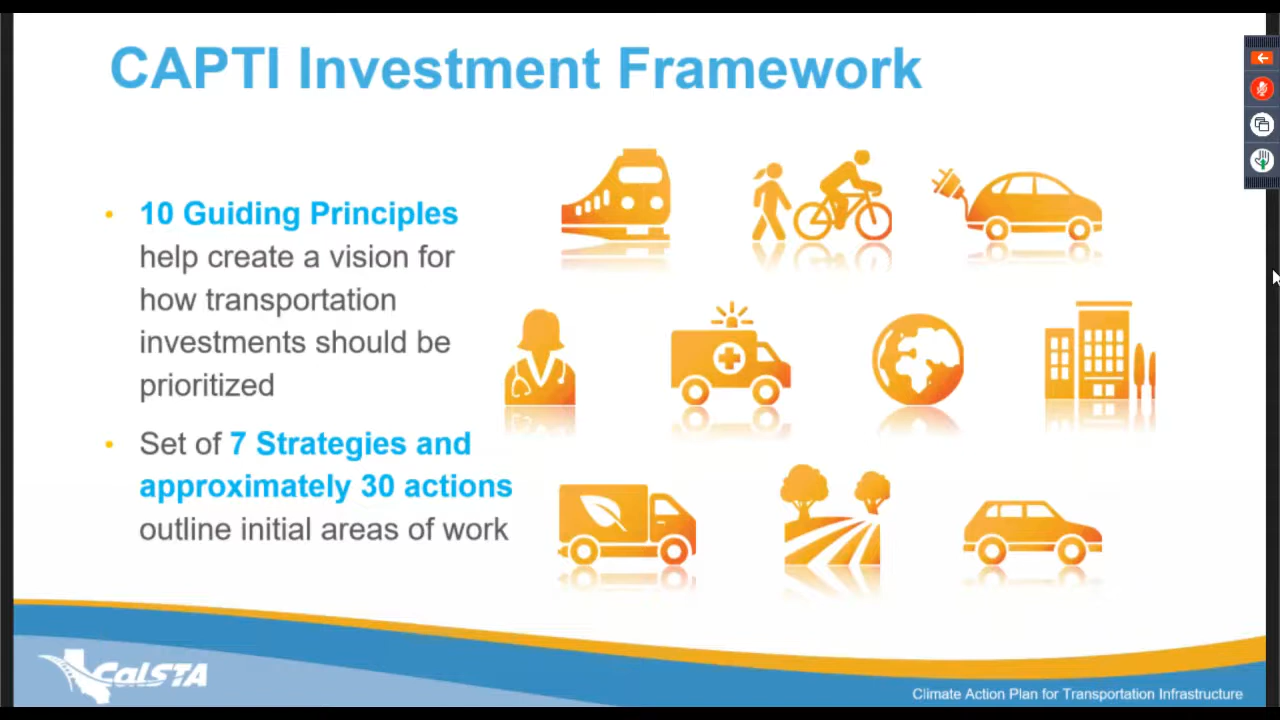 CAPTI Investment Framework
• 10 Guiding Principles
help create a vision for
how transportation
investments should be
prioritized
• Set of 7 Strategies and
approximately 30 actions
outline initial areas of work
CalSTA
Climate Action Plan for Transportation Infrastructure